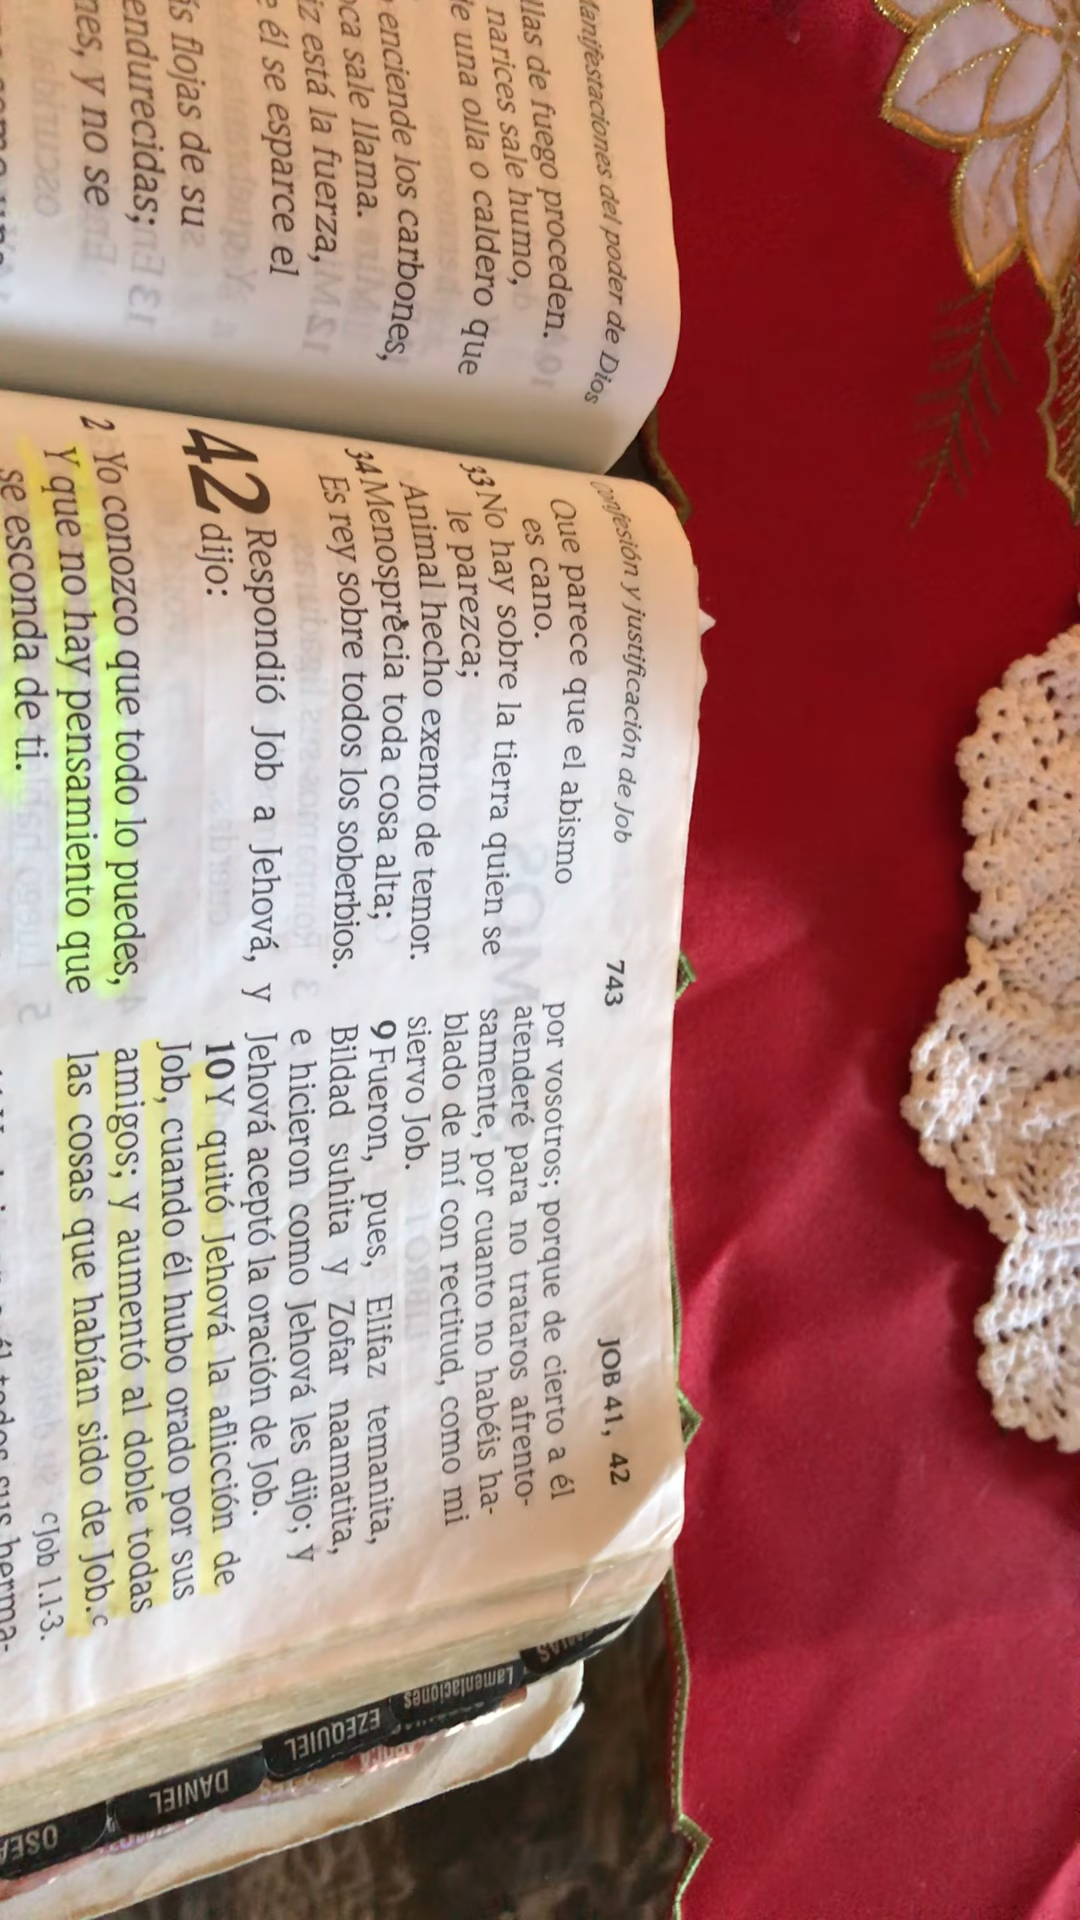 Manifestaciones del poder de Dios
llas de fuego proceden.
narices sale humo,
de una olla o caldero que
enciende los carbones,
oca sale llama.
iz está la fuerza,
e él se esparce el
ás flojas de su
endurecidas;
nes, y no se
onfesión y justificación de Job
743
JOB 41, 42
Que parece que el abismo
es cano.
33 No hay sobre la tierra quien se
le parezca;
Animal hecho exento de temor.
34 Menosprecia toda cosa alta;
Es rey sobre todos los soberbios.
42 Respondió Job a Jehová, y
dijo:
2 Yo conozco que todo lo puedes,
Y que no hay pensamiento que
se esconda de ti.
por vosotros; porque de cierto a él
atenderé para no trataros afrento-
samente, por cuanto no habéis ha-
blado de mí con rectitud, como mi
siervo Job.
9 Fueron, pues, Elifaz temanita,
Bildad suhita y Zofar naamatita,
e hicieron como Jehová les dijo; y
Jehová aceptó la oración de Job.
10 Y quitó Jehová la aflicción de
Job, cuando él hubo orado por sus
amigos; y aumentó al doble todas
las cosas que habían sido de Job.c
c Job 1.1-3.
él todos sus herma-
Lamentaciones
EZEQUIEL
DANIEL
OSEA